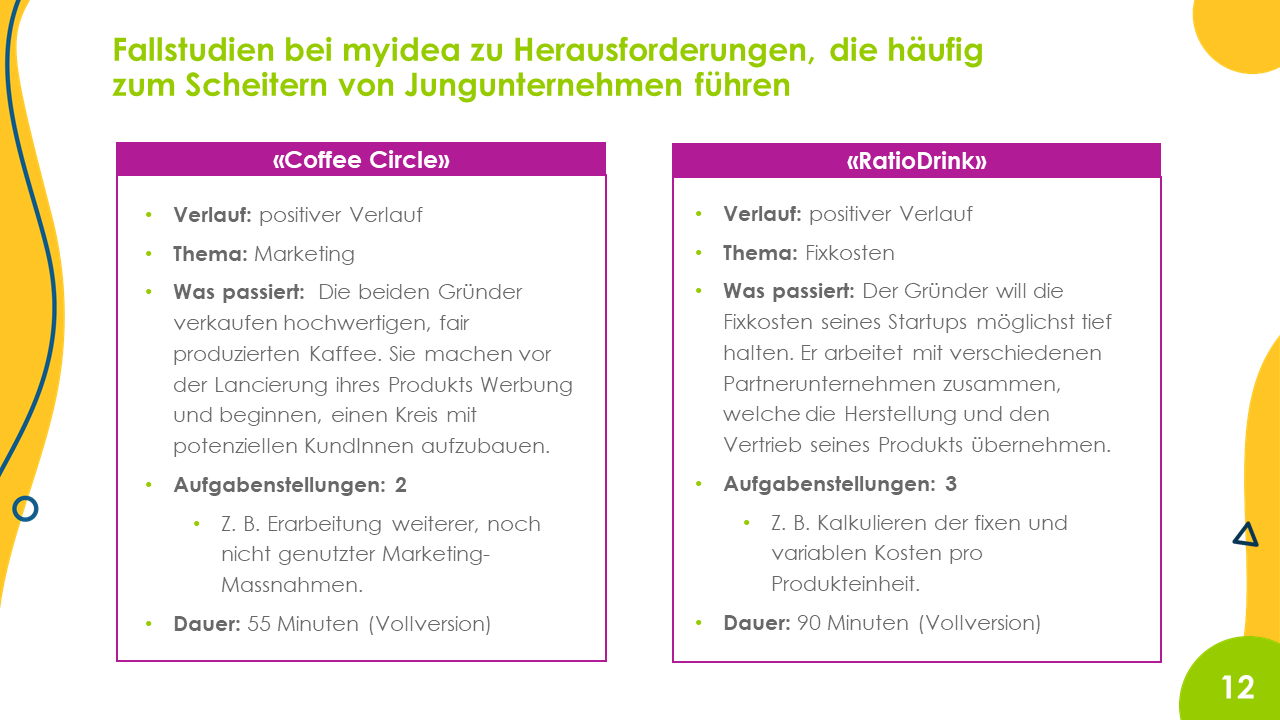 Fallstudien bei myidea zu Herausforderungen, die häufig
zum Scheitern von Jungunternehmen führen
«Coffee Circle»
• Verlauf: positiver Verlauf
• Thema: Marketing
• Was passiert: Die beiden Gründer
verkaufen hochwertigen, fair
produzierten Kaffee. Sie machen vor
der Lancierung ihres Produkts Werbung
und beginnen, einen Kreis mit
potenziellen KundInnen aufzubauen.
• Aufgabenstellungen: 2
• Z. B. Erarbeitung weiterer, noch
nicht genutzter Marketing-
Massnahmen.
• Dauer: 55 Minuten (Vollversion)
«RatioDrink»
• Verlauf: positiver Verlauf
• Thema: Fixkosten
• Was passiert: Der Gründer will die
Fixkosten seines Startups möglichst tief
halten. Er arbeitet mit verschiedenen
Partnerunternehmen zusammen,
welche die Herstellung und den
Vertrieb seines Produkts übernehmen.
• Aufgabenstellungen: 3
• Z. B. Kalkulieren der fixen und
variablen Kosten pro
Produkteinheit.
• Dauer: 90 Minuten (Vollversion)
12